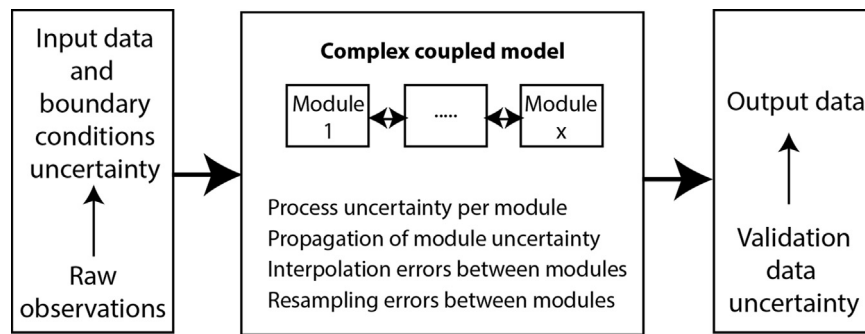 Input data
and
boundary
conditions
uncertainty
Raw
observations
Complex coupled model
Module
1
.....
Module
x
Process uncertainty per module
Propagation of module uncertainty
Interpolation errors between modules
Resampling errors between modules
Output data
Validation
data
uncertainty